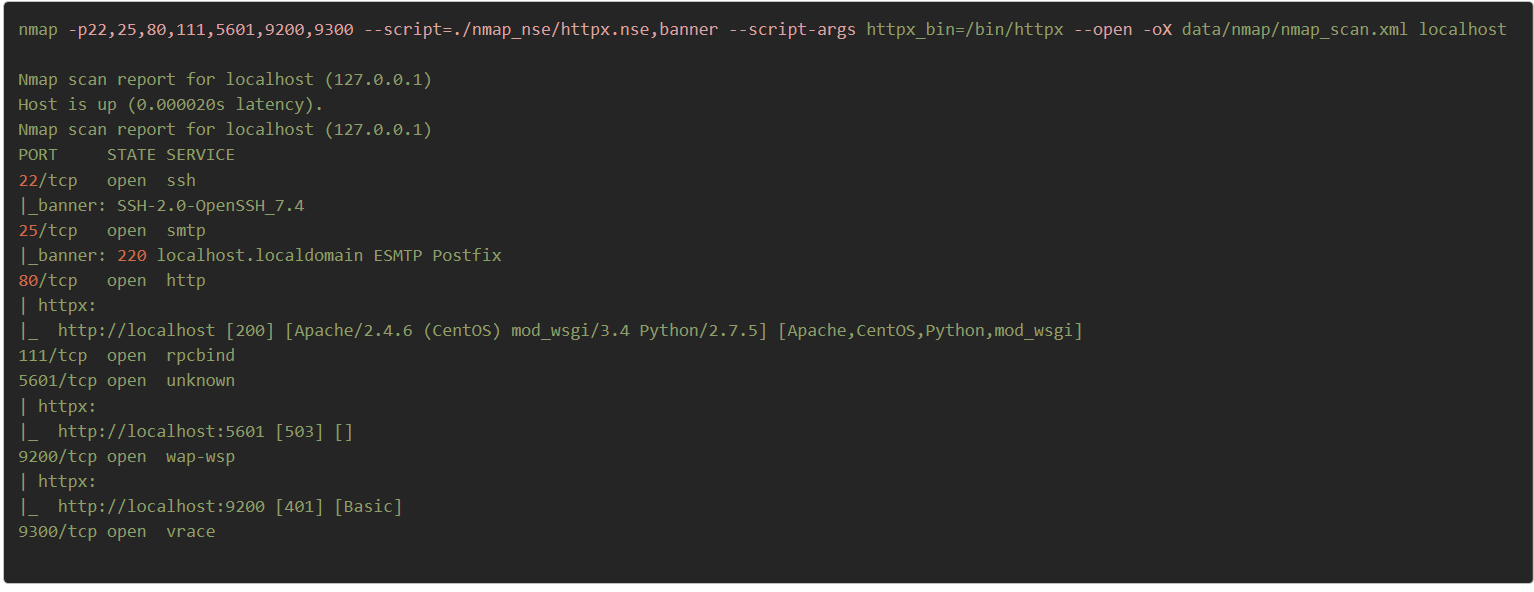 nmap -p22,25,80,111,5601,9200,9300 --script=./nmap_nse/httpx.nse,banner --script-args httpx_bin=/bin/httpx --open -oX data/nmap/nmap_scan.xml localhost
Nmap scan report for localhost (127.0.0.1)
Host is up (0.000020s latency).
Nmap scan report for localhost (127.0.0.1)
PORT     STATE SERVICE
22/tcp   open  ssh
|_banner: SSH-2.0-OpenSSH_7.4
25/tcp   open  smtp
|_banner: 220 localhost.localdomain ESMTP Postfix
80/tcp   open  http
| httpx:
|_  http://localhost [200] [Apache/2.4.6 (CentOS) mod_wsgi/3.4 Python/2.7.5] [Apache,CentOS,Python,mod_wsgi]
111/tcp  open  rpcbind
5601/tcp open  unknown
| httpx:
|_  http://localhost:5601 [503] []
9200/tcp open  wap-wsp
| httpx:
|_  http://localhost:9200 [401] [Basic]
9300/tcp open  vrace